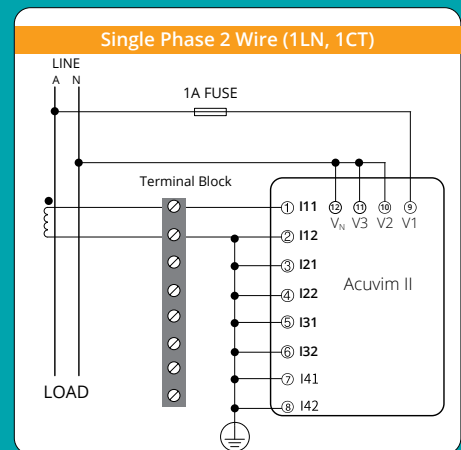 Single Phase 2 Wire (1LN, 1CT)
LINE
A N
1A FUSE
Terminal Block
① I11
② I12
③ I21
④ I22
⑤ I31
⑥ I32
⑦ I41
⑧ I42
⑫ ⑪ ⑩ ⑨
VN V3 V2 V1
Acuvim II
LOAD